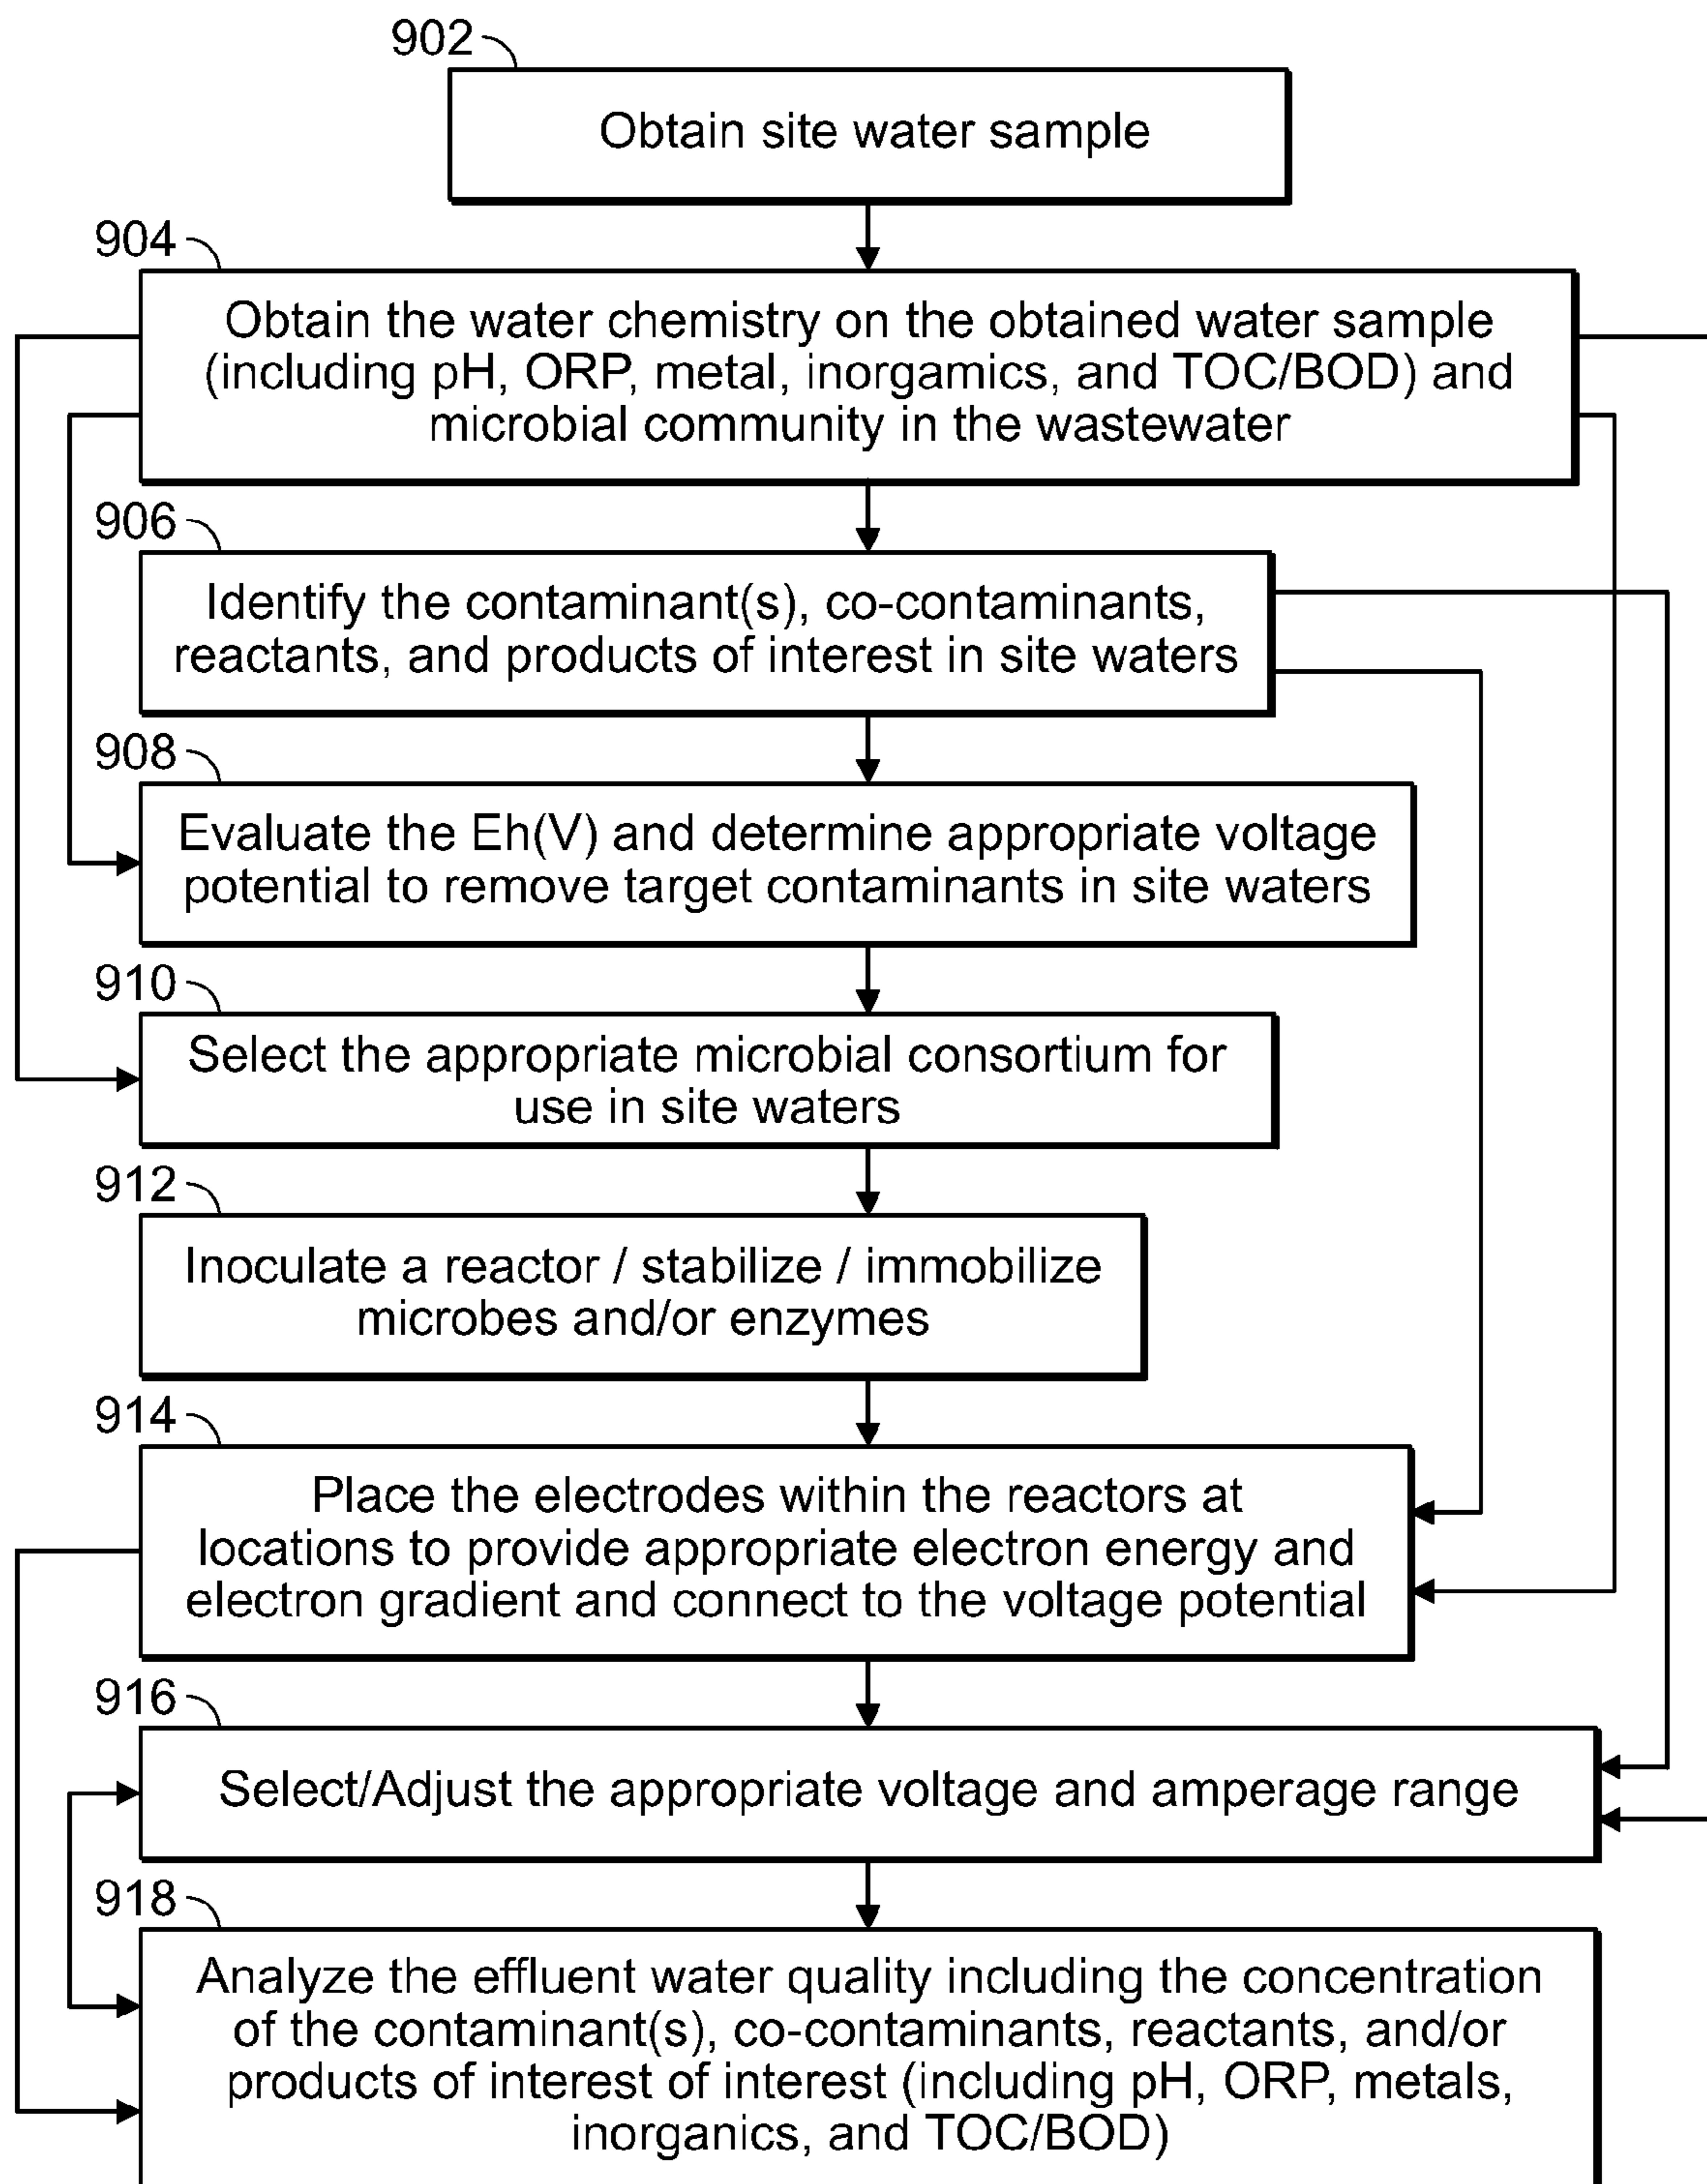 902
Obtain site water sample
904
Obtain the water chemistry on the obtained water sample
(including pH, ORP, metal, inorgamics, and TOC/BOD) and
microbial community in the wastewater
906
Identify the contaminant(s), co-contaminants,
reactants, and products of interest in site waters
908
Evaluate the Eh(V) and determine appropriate voltage
potential to remove target contaminants in site waters
910
Select the appropriate microbial consortium for
use in site waters
912
Inoculate a reactor / stabilize / immobilize
microbes and/or enzymes
914
Place the electrodes within the reactors at
locations to provide appropriate electron energy and
electron gradient and connect to the voltage potential
916
Select/Adjust the appropriate voltage and amperage range
918
Analyze the effluent water quality including the concentration
of the contaminant(s), co-contaminants, reactants, and/or
products of interest of interest (including pH, ORP, metals,
inorganics, and TOC/BOD)